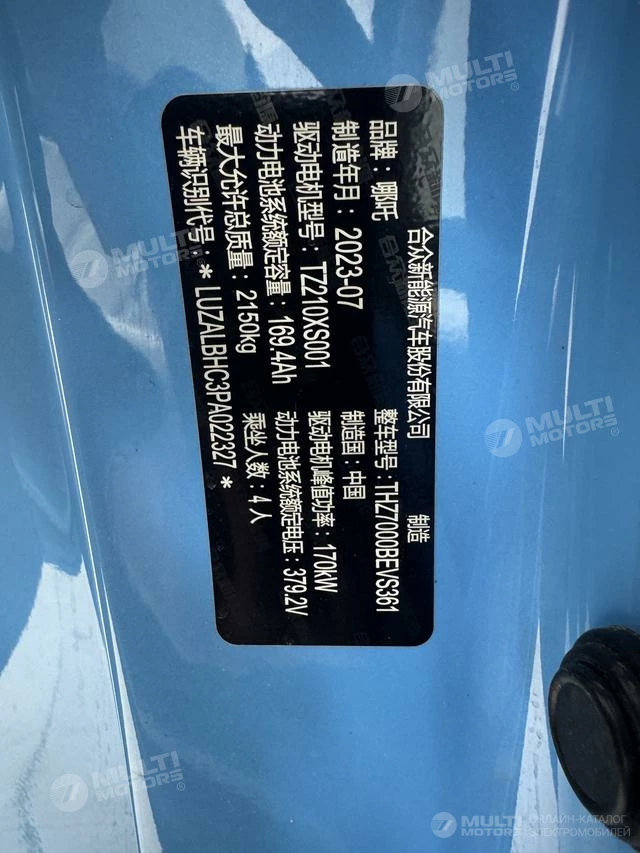 合众新能源汽车股份有限公司 制造
品牌：哪吒 整车型号：THZ7000BEVS361
制造年月：2023-07 制造国：中国
驱动电机型号：TZ210XS001 驱动电机峰值功率：170kW
动力电池系统额定容量：169.4Ah 动力电池系统额定电压：379.2V
最大允许总质量：2150kg 乘坐人数：4人
车辆识别代号：*LUZALBHC3PA022327*
MULTI MOTORS
MULTI MOTORS
MULTI MOTORS
MULTI MOTORS
MULTI MOTORS
ОНЛАЙН-КАТАЛОГ
ЭЛЕКТРОМОБИЛЕЙ